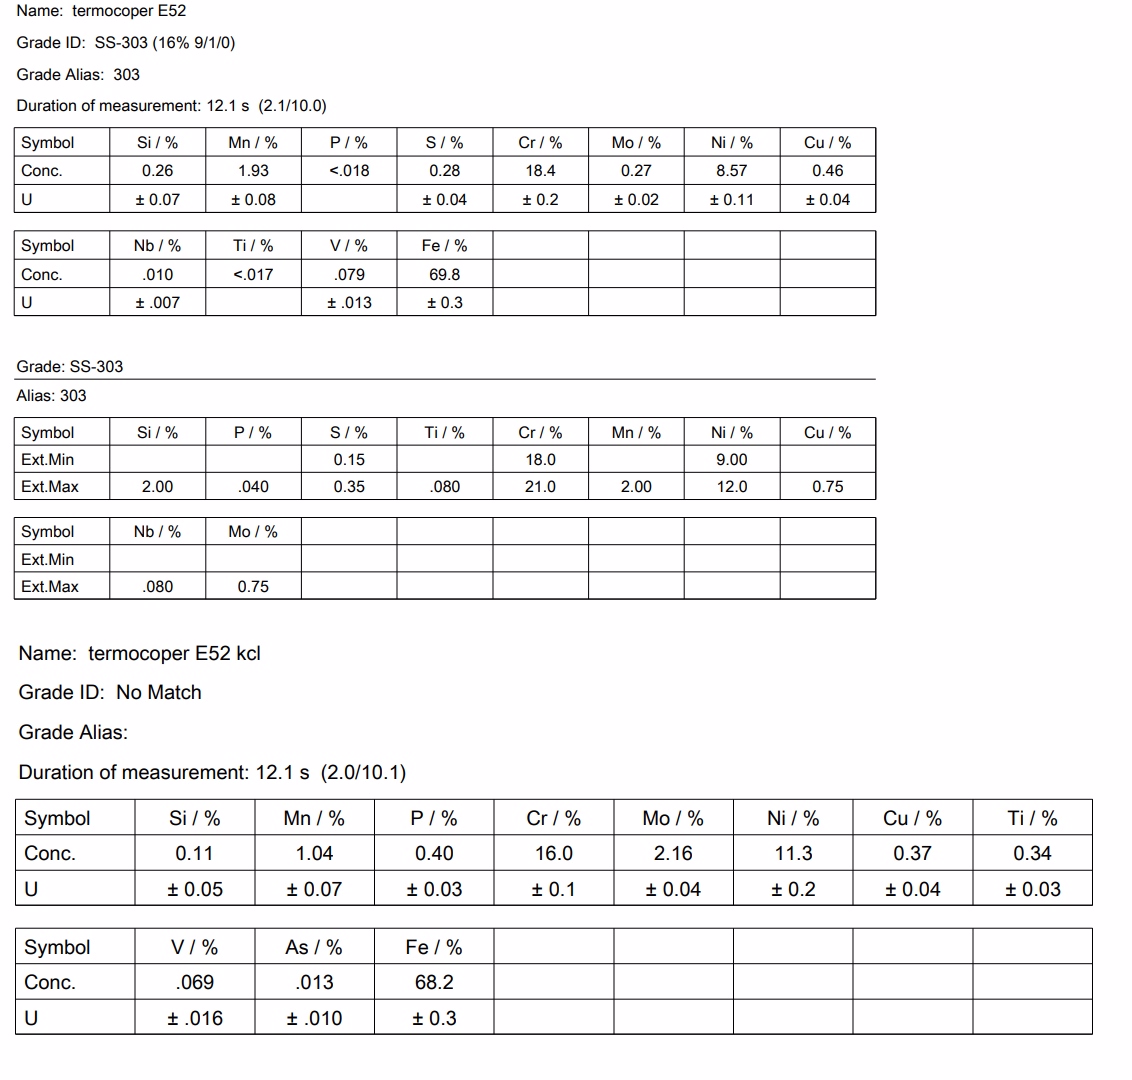 Name: termocoper E52
Grade ID: SS-303 (16% 9/1/0)
Grade Alias: 303
Duration of measurement: 12.1 s (2.1/10.0)
Symbol Si / % Mn / % P / % S / % Cr / % Mo / % Ni / % Cu / %
Conc. 0.26 1.93 <.018 0.28 18.4 0.27 8.57 0.46
U ± 0.07 ± 0.08 ± 0.04 ± 0.2 ± 0.02 ± 0.11 ± 0.04
Symbol Nb / % Ti / % V / % Fe / %
Conc. .010 <.017 .079 69.8
U ± .007 ± .013 ± 0.3
Grade: SS-303
Alias: 303
Symbol Si / % P / % S / % Ti / % Cr / % Mn / % Ni / % Cu / %
Ext.Min 0.15 18.0 9.00
Ext.Max 2.00 .040 0.35 .080 21.0 2.00 12.0 0.75
Symbol Nb / % Mo / %
Ext.Min
Ext.Max .080 0.75
Name: termocoper E52 kcl
Grade ID: No Match
Grade Alias:
Duration of measurement: 12.1 s (2.0/10.1)
Symbol Si / % Mn / % P / % Cr / % Mo / % Ni / % Cu / % Ti / %
Conc. 0.11 1.04 0.40 16.0 2.16 11.3 0.37 0.34
U ± 0.05 ± 0.07 ± 0.03 ± 0.1 ± 0.04 ± 0.2 ± 0.04 ± 0.03
Symbol V / % As / % Fe / %
Conc. .069 .013 68.2
U ± .016 ± .010 ± 0.3